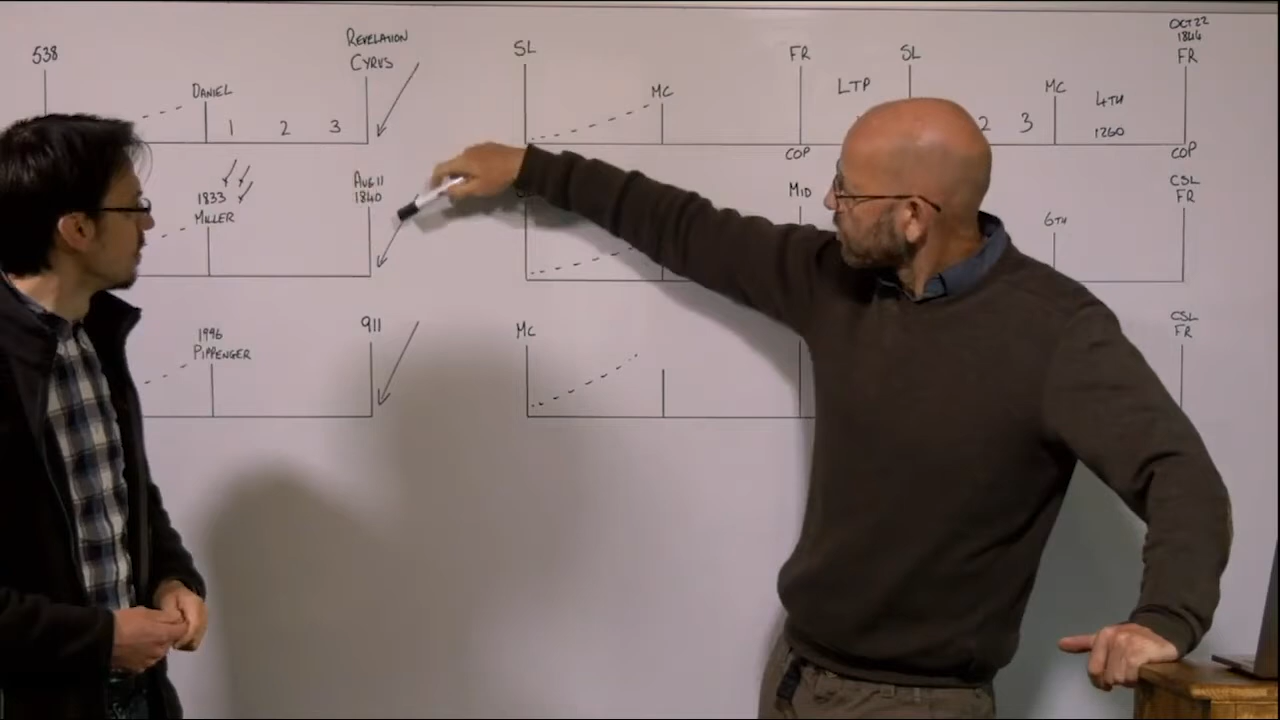 538
DANIEL
1 2 3
REVELATION
CYRUS
SL
MC
FR
COP
LTP
SL
2 3
MC
4TH
1260
OCT 22
1844
FR
COP
1833
MILLER
AUG 11
1840
MID
6TH
CSL
FR
1996
PIPPENGER
911
MC
CSL
FR